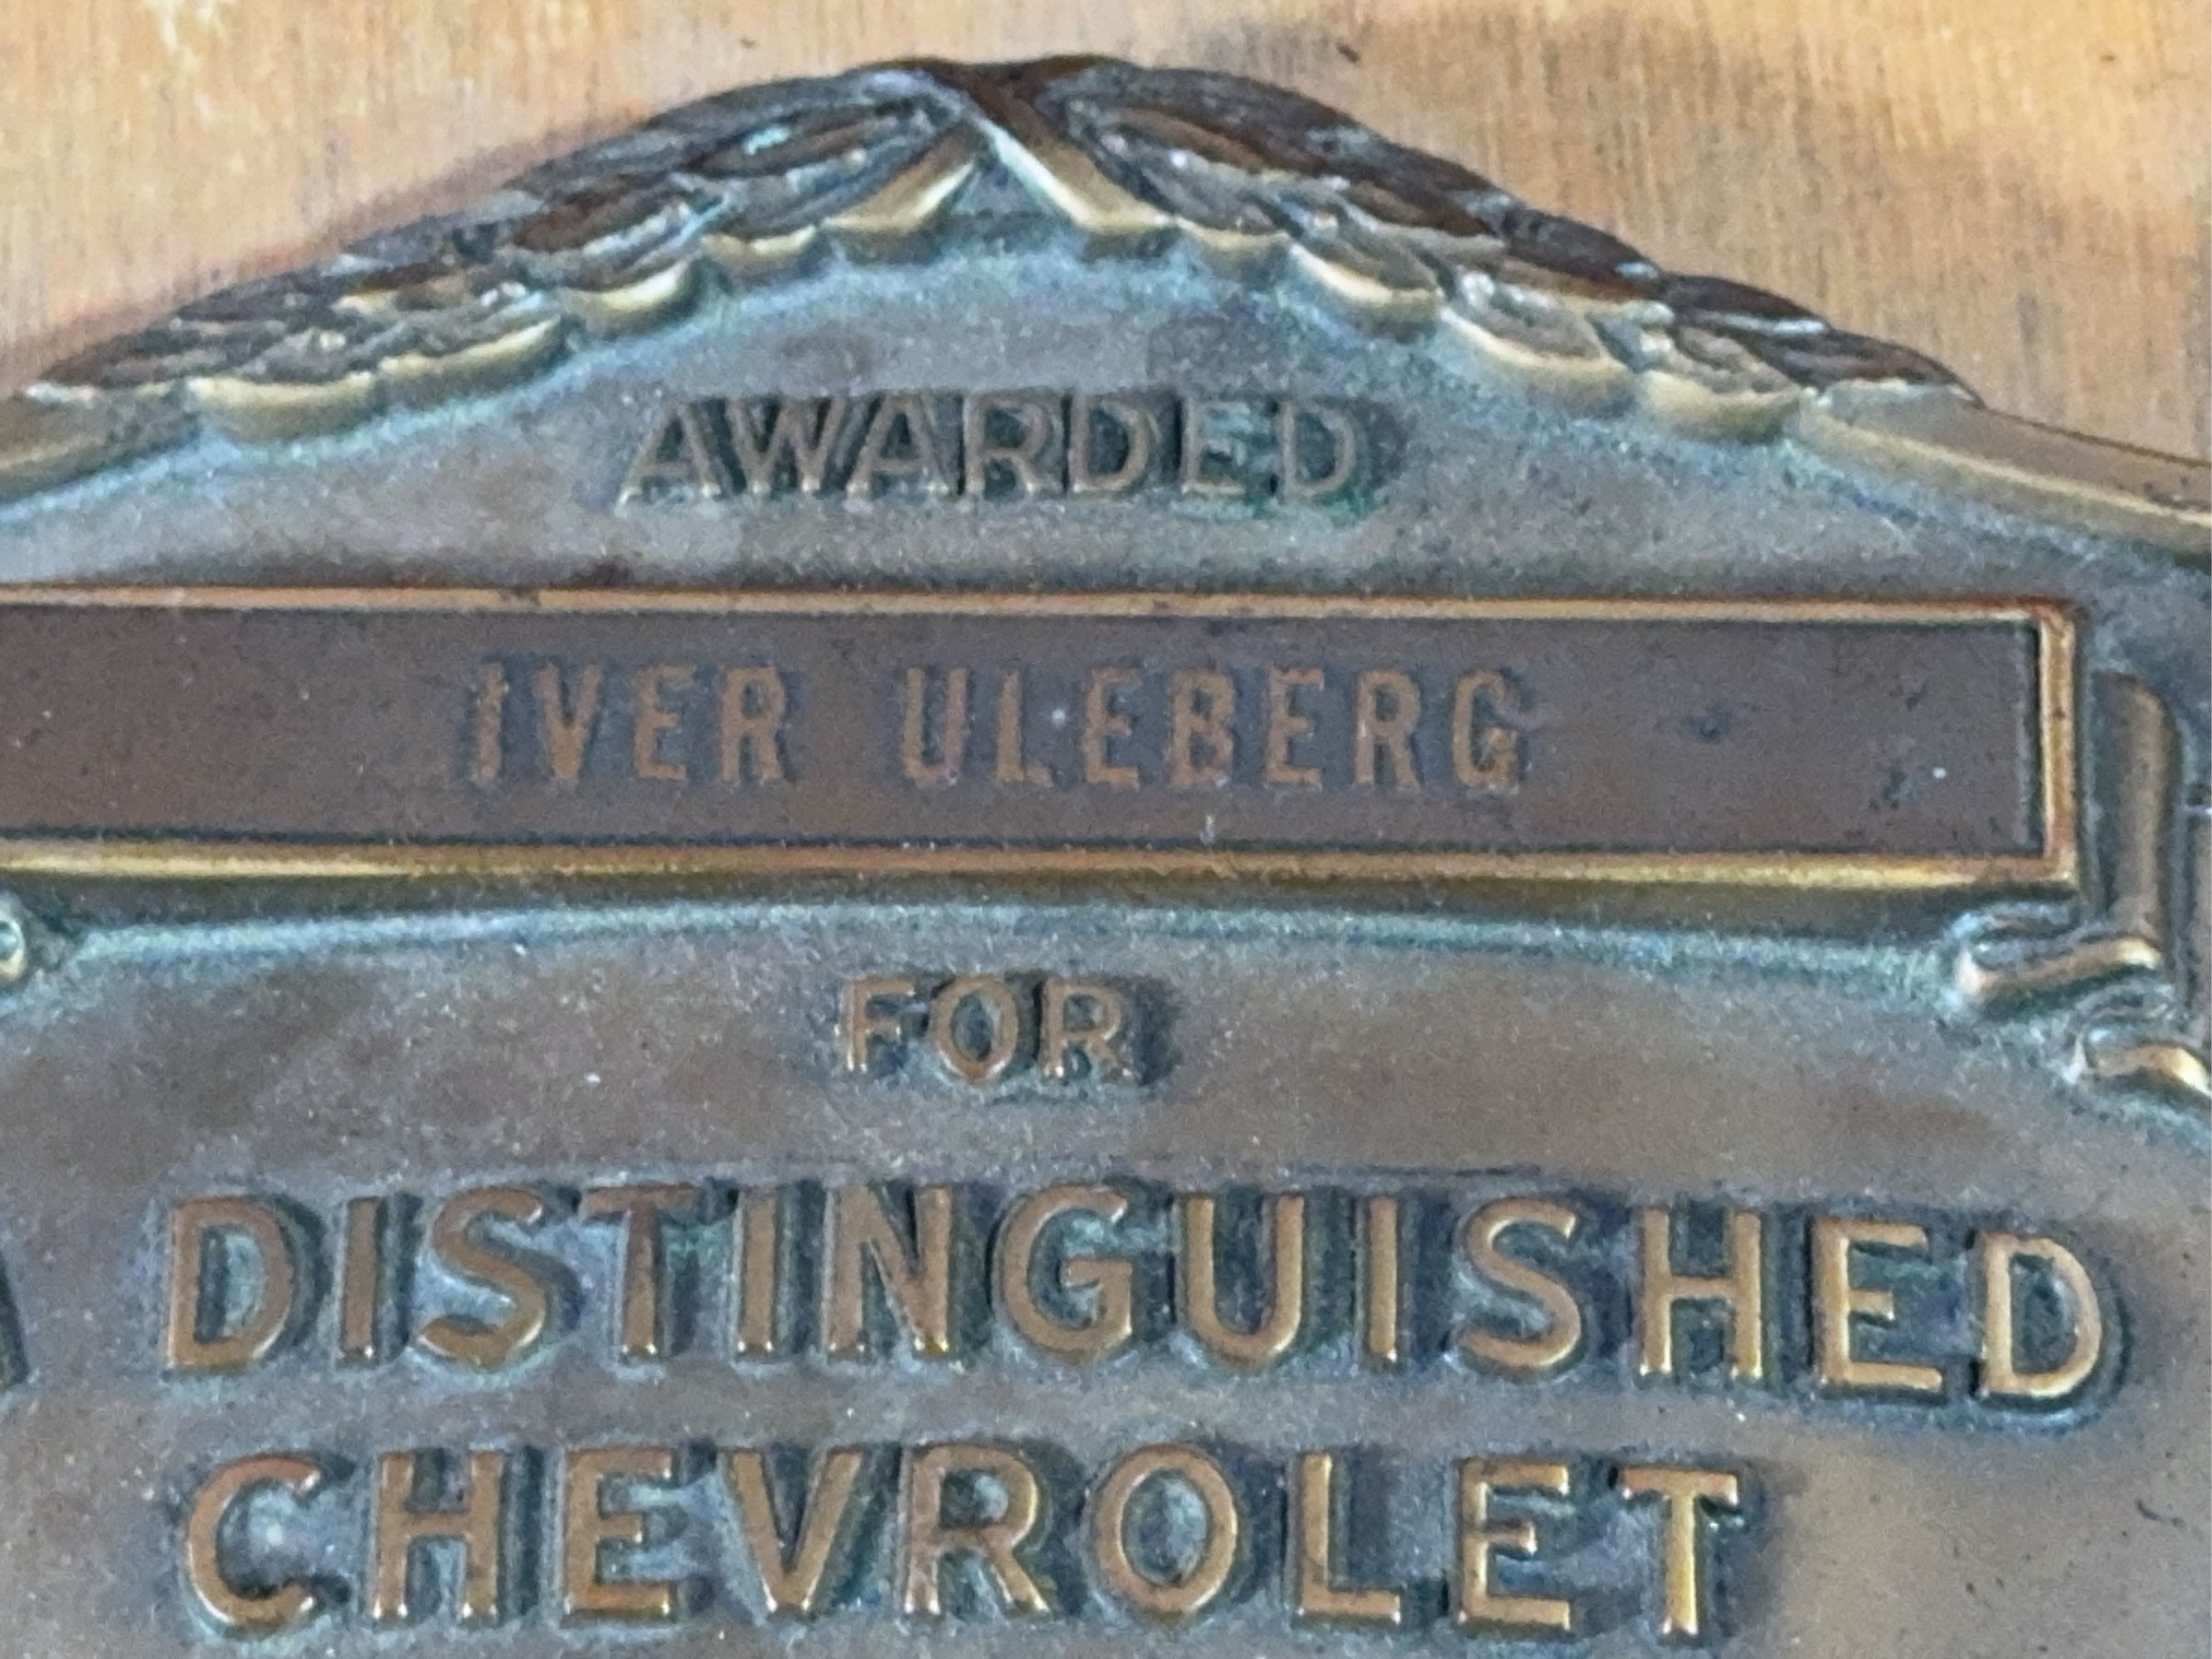 AWARDED
IVER ULEBERG
FOR
DISTINGUISHED
CHEVROLET